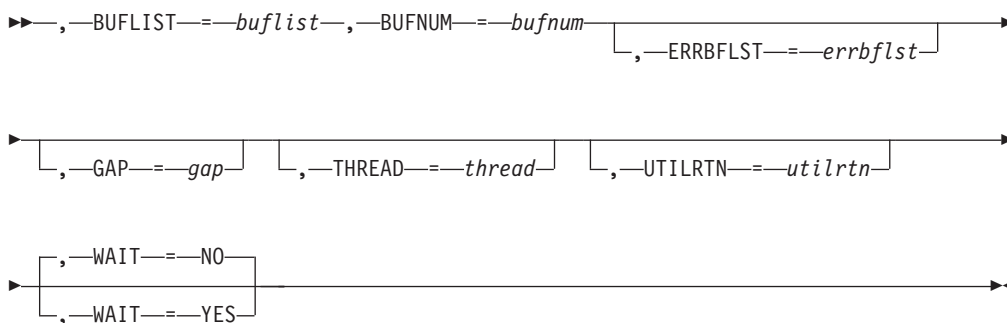 ,BUFLIST=buflist,BUFNUM=bufnum
,ERRBFLST=errbflst
,GAP=gap ,THREAD=thread ,UTILRTN=utilrtn
,WAIT=NO
,WAIT=YES